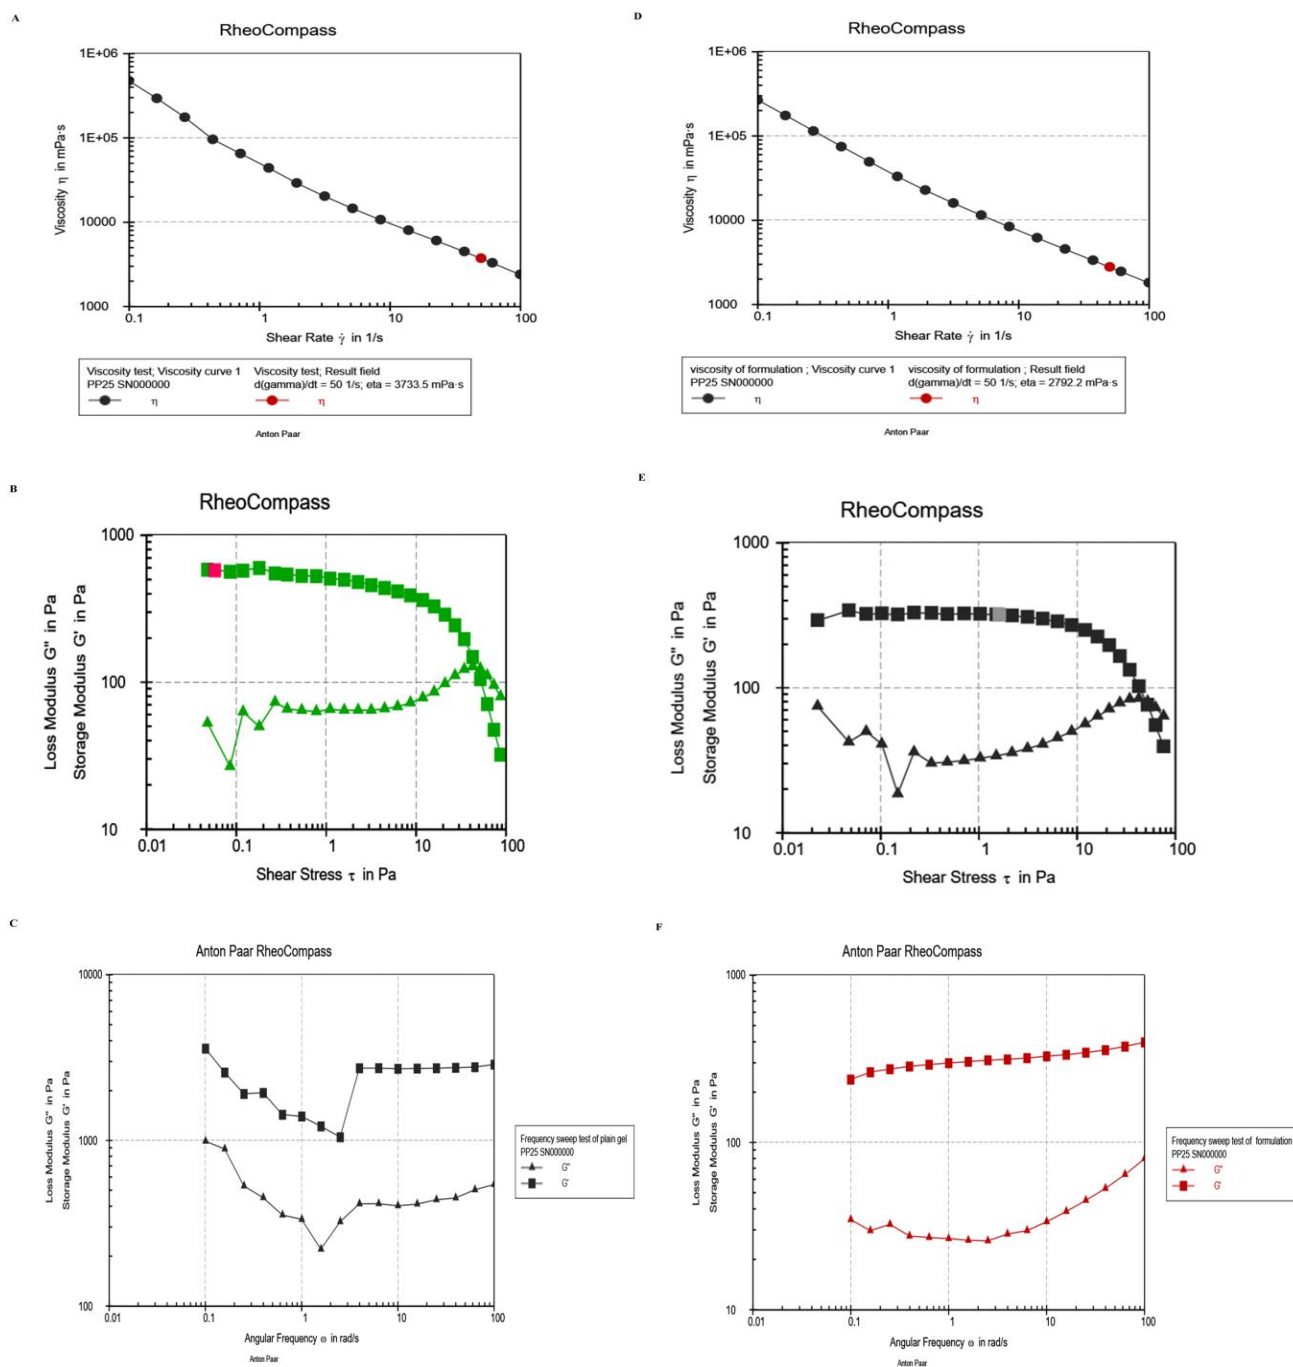 A
RheoCompass
1E+06
1E+05
10000
1000
Viscosity η in mPa·s
0.1
1
10
100
Shear Rate γ̇ in 1/s
Viscosity test; Viscosity curve 1
PP25 SN000000
η
Viscosity test; Result field
d(gamma)/dt = 50 1/s; eta = 3733.5 mPa·s
η
Anton Paar
D
RheoCompass
1E+06
1E+05
10000
1000
Viscosity η in mPa·s
0.1
1
10
100
Shear Rate γ̇ in 1/s
viscosity of formulation ; Viscosity curve 1
PP25 SN000000
η
viscosity of formulation ; Result field
d(gamma)/dt = 50 1/s; eta = 2792.2 mPa·s
η
Anton Paar
B
RheoCompass
1000
100
10
Loss Modulus G'' in Pa
Storage Modulus G' in Pa
0.01
0.1
1
10
100
Shear Stress τ in Pa
E
RheoCompass
1000
100
10
Loss Modulus G'' in Pa
Storage Modulus G' in Pa
0.01
0.1
1
10
100
Shear Stress τ in Pa
C
Anton Paar RheoCompass
10000
1000
100
Loss Modulus G'' in Pa
Storage Modulus G' in Pa
0.01
0.1
1
10
100
Angular Frequency ω in rad/s
Frequency sweep test of plain gel
PP25 SN000000
G''
G'
Anton Paar
F
Anton Paar RheoCompass
1000
100
10
Loss Modulus G'' in Pa
Storage Modulus G' in Pa
0.1
1
10
100
Angular Frequency ω in rad/s
Frequency sweep test of formulation
PP25 SN000000
G''
G'
Anton Paar